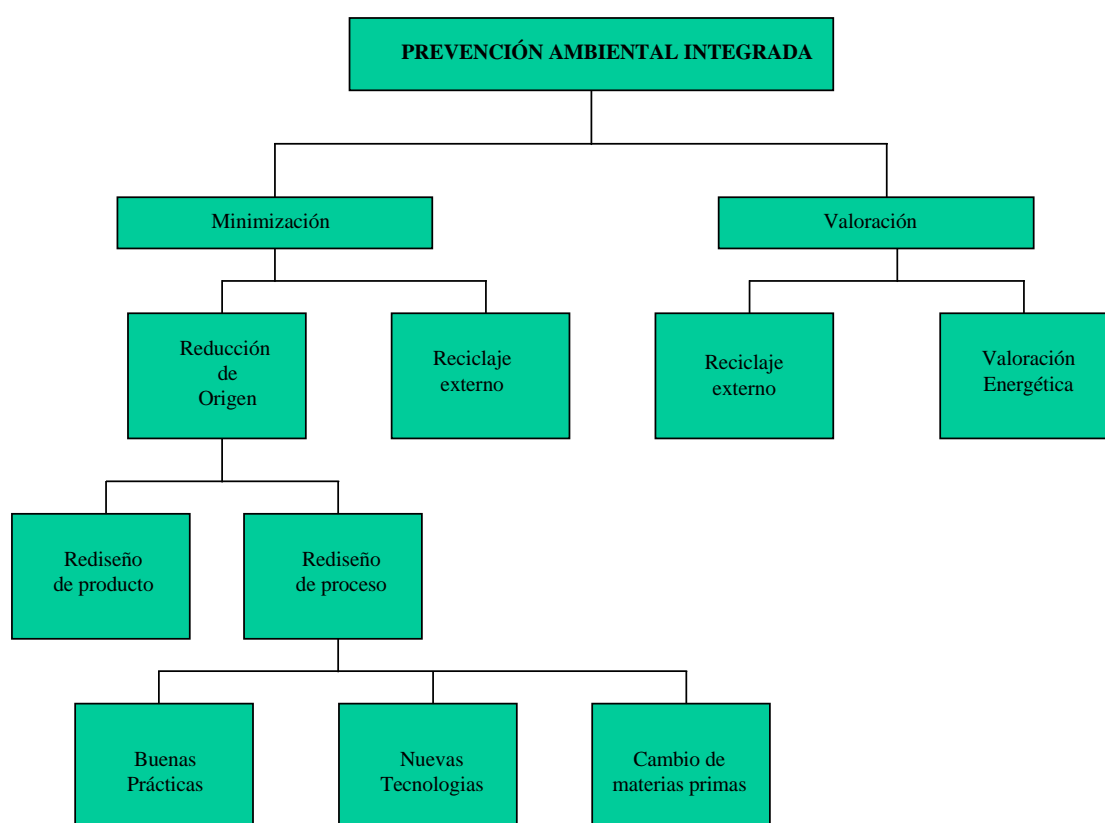 PREVENCIÓN AMBIENTAL INTEGRADA
Minimización
Valoración
Reducción
de
Origen
Reciclaje
externo
Reciclaje
externo
Valoración
Energética
Rediseño
de producto
Rediseño
de proceso
Buenas
Prácticas
Nuevas
Tecnologias
Cambio de
materias primas